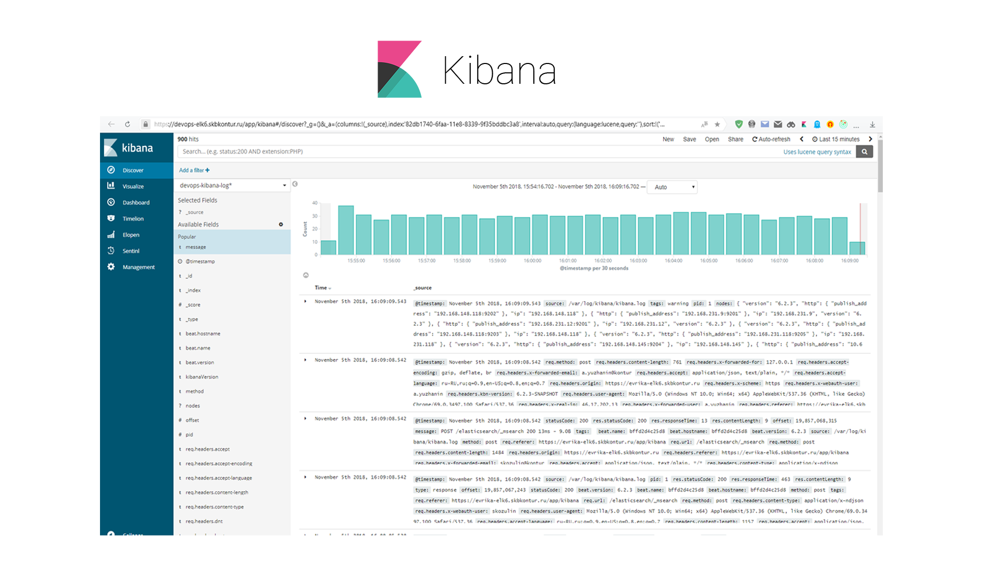 Kibana
https://devops-elk6.skbkontur.ru/app/kibana#/discover?_g=()&_a=(columns:!(_source),index:'82db1740-6faa-11e8-8339-9f35bddbc3a8',interval:auto,query:(language:lucene,query:''),sort:!('...
kibana
900 hits
New Save Open Share Auto-refresh Last 15 minutes
Search... (e.g. status:200 AND extension:PHP)
Uses lucene query syntax
Discover
Visualize
Dashboard
Timelion
Elopen
Sentinl
Management
Add a filter +
devops-kibana-log*
Selected Fields
? _source
Available Fields
Popular
t message
@timestamp
t _id
t _index
# _score
t _type
t beat.hostname
t beat.name
t beat.version
t kibanaVersion
t method
? nodes
# offset
# pid
t req.headers.accept
t req.headers.accept-encoding
t req.headers.accept-language
t req.headers.content-length
t req.headers.content-type
t req.headers.dnt
November 5th 2018, 15:54:16.702 - November 5th 2018, 16:09:16.702 — Auto
Count
40
30
20
10
0
15:55:00 15:56:00 15:57:00 15:58:00 15:59:00 16:00:00 16:01:00 16:02:00 16:03:00 16:04:00 16:05:00 16:06:00 16:07:00 16:08:00 16:09:00
@timestamp per 30 seconds
Time _source
November 5th 2018, 16:09:09.543
@timestamp: November 5th 2018, 16:09:09.543 source: /var/log/kibana/kibana.log tags: warning pid: 1 nodes: { "version": "6.2.3", "http": { "publish_add
ress": "192.168.148.118:9202" }, "ip": "192.168.148.118" }, { "http": { "publish_address": "192.168.231.9:9201" }, "ip": "192.168.231.9", "version": "6.
2.3" }, { "http": { "publish_address": "192.168.231.12:9201" }, "ip": "192.168.231.12", "version": "6.2.3" }, { "version": "6.2.3", "http": { "publish_ad
dress": "192.168.148.118:9203" }, "ip": "192.168.148.118" }, { "version": "6.2.3", "http": { "publish_address": "192.168.231.118:9205" }, "ip": "192.168.
231.118" }, { "version": "6.2.3", "http": { "publish_address": "192.168.148.145:9204" }, "ip": "192.168.148.145" }, { "http": { "publish_address": "10.6
November 5th 2018, 16:09:08.542
@timestamp: November 5th 2018, 16:09:08.542 req.method: post req.headers.content-length: 761 req.headers.x-forwarded-for: 127.0.0.1 req.headers.accept-
encoding: gzip, deflate, br req.headers.x-forwarded-email: a.yuzhanin@kontur req.headers.accept: application/json, text/plain, */* req.headers.accept-
language: ru-RU,ru;q=0.9,en-US;q=0.8,en;q=0.7 req.headers.origin: https://evrika-elk6.skbkontur.ru req.headers.x-scheme: https req.headers.x-webauth-user:
a.yuzhanin req.headers.kbn-version: 6.2.3-SNAPSHOT req.headers.user-agent: Mozilla/5.0 (Windows NT 10.0; Win64; x64) AppleWebKit/537.36 (KHTML, like Gecko)
Chrome/69.0.3497.100 Safari/537.36 req.headers.x-real-ip: 46.17.202.13 req.headers.x-forwarded-user: a.yuzhanin req.headers.referer: https://evrika-elk6.skb
November 5th 2018, 16:09:08.542
@timestamp: November 5th 2018, 16:09:08.542 statusCode: 200 res.statusCode: 200 res.responseTime: 13 res.contentLength: 9 offset: 19,857,068,315
message: POST /elasticsearch/_msearch 200 13ms - 9.0B tags: beat.name: bffd2d4c25d8 beat.hostname: bffd2d4c25d8 beat.version: 6.2.3 source: /var/log/ki
bana/kibana.log method: post req.referer: https://evrika-elk6.skbkontur.ru/app/kibana req.url: /elasticsearch/_msearch req.method: post
req.headers.content-length: 1484 req.headers.origin: https://evrika-elk6.skbkontur.ru req.headers.referer: https://evrika-elk6.skbkontur.ru/app/kibana
req.headers.x-forwarded-email: skozulin@kontur req.headers.accept: application/json, text/plain, */* req.headers.content-type: application/x-ndjson
November 5th 2018, 16:09:08.542
@timestamp: November 5th 2018, 16:09:08.542 source: /var/log/kibana/kibana.log pid: 1 res.statusCode: 200 res.responseTime: 463 res.contentLength: 9
type: response offset: 19,857,067,243 statusCode: 200 beat.version: 6.2.3 beat.name: bffd2d4c25d8 beat.hostname: bffd2d4c25d8 method: post tags:
req.referer: https://evrika-elk6.skbkontur.ru/app/kibana req.url: /elasticsearch/_msearch req.method: post req.headers.content-type: application/x-ndjson
req.headers.x-webauth-user: skozulin req.headers.user-agent: Mozilla/5.0 (Windows NT 10.0; Win64; x64) AppleWebKit/537.36 (KHTML, like Gecko) Chrome/69.0.34
97.100 Safari/537.36 req.headers.accept-language: ru-RU,ru;q=0.9,en-US;q=0.8,en;q=0.7 req.headers.content-length: 1157 req.headers.accept: application/json,